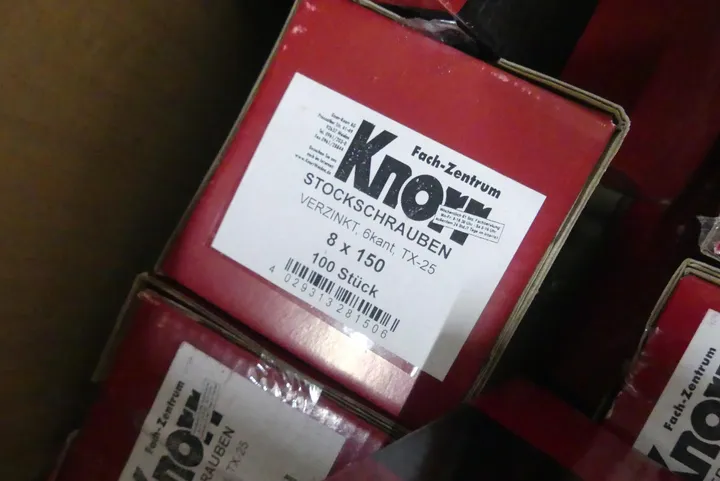 Fach-Zentrum
Knorr
STOCKSCHRAUBEN
VERZINKT, 6kant, TX-25
8 x 150
100 Stück
4 029313 281506
Fach-Zentrum
Knorr
TX-25
Fach-Zentrum